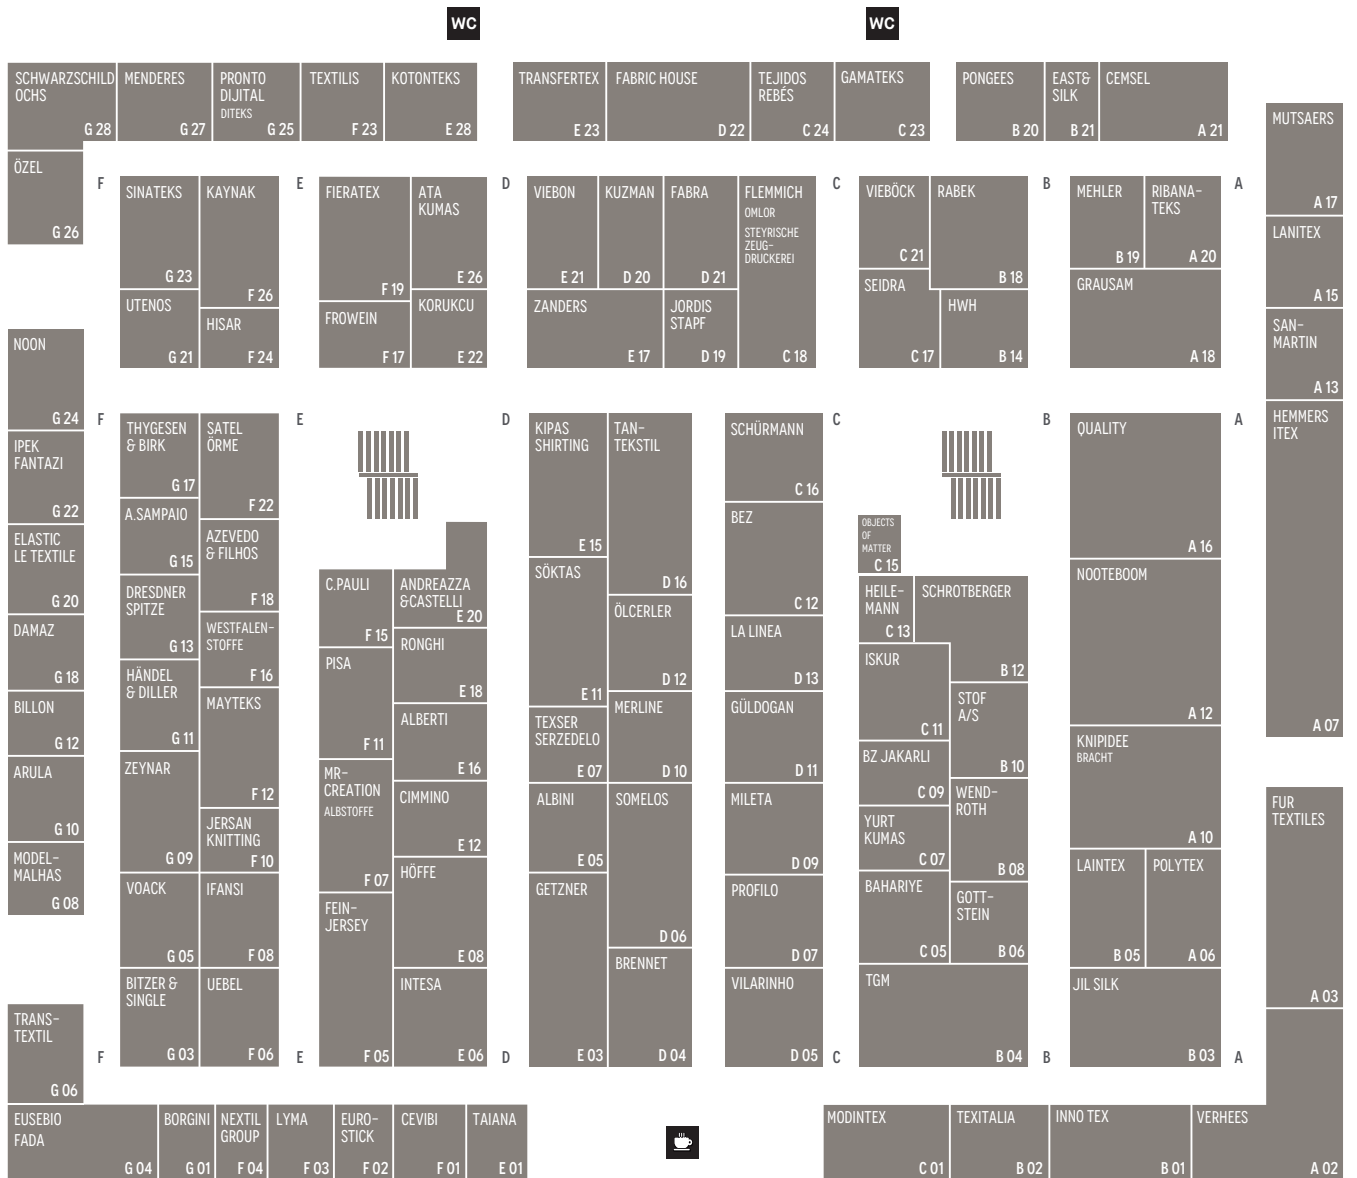 WC
WC
SCHWARZSCHILD
OCHS
G 28
MENDERES
G 27
PRONTO
DIJITAL
DITEKS
G 25
TEXTILIS
F 23
KOTONTEKS
E 28
TRANSFERTEX
E 23
FABRIC HOUSE
D 22
TEJIDOS
REBÉS
C 24
GAMATEKS
C 23
PONGEES
B 20
EAST&
SILK
B 21
CEMSEL
A 21
MUTSAERS
A 17
ÖZEL
G 26
F
SINATEKS
G 23
KAYNAK
F 26
E
FIERATEX
F 19
ATA
KUMAS
E 26
D
VIEBON
E 21
KUZMAN
D 20
FABRA
D 21
FLEMMICH
OMLOR
STEYRISCHE
ZEUG-
DRUCKEREI
C 18
C
VIEBÖCK
C 21
RABEK
B 18
B
MEHLER
B 19
RIBANA-
TEKS
A 20
A
LANITEX
A 15
UTENOS
G 21
HISAR
F 24
FROWEIN
F 17
KORUKCU
E 22
ZANDERS
E 17
JORDIS
STAPF
D 19
SEIDRA
C 17
HWH
B 14
GRAUSAM
A 18
SAN-
MARTIN
A 13
NOON
G 24
HEMMERS
ITEX
A 07
F
THYGESEN
& BIRK
G 17
SATEL
ÖRME
F 22
E
D
KIPAS
SHIRTING
E 15
TAN-
TEKSTIL
D 16
SCHÜRMANN
C 16
C
B
QUALITY
A 16
A
IPEK
FANTAZI
G 22
A.SAMPAIO
G 15
AZEVEDO
& FILHOS
F 18
BEZ
C 12
OBJECTS
OF
MATTER
C 15
ELASTIC
LE TEXTILE
G 20
DRESDNER
SPITZE
G 13
WESTFALEN-
STOFFE
F 16
C.PAULI
F 15
ANDREAZZA
&CASTELLI
E 20
SÖKTAS
E 11
ÖLCERLER
D 12
HEILE-
MANN
C 13
SCHROTBERGER
B 12
NOOTEBOOM
A 12
DAMAZ
G 18
HÄNDEL
& DILLER
G 11
MAYTEKS
F 12
PISA
F 11
RONGHI
E 18
LA LINEA
D 13
ISKUR
C 11
STOF
A/S
B 10
BILLON
G 12
ALBERTI
E 16
TEXSER
SERZEDELO
E 07
MERLINE
D 10
GÜLDOGAN
D 11
BZ JAKARLI
C 09
KNIPIDEE
BRACHT
A 10
ARULA
G 10
ZEYNAR
G 09
JERSAN
KNITTING
F 10
MR-
CREATION
ALBSTOFFE
F 07
CIMMINO
E 12
ALBINI
E 05
SOMELOS
D 06
MILETA
D 09
YURT
KUMAS
C 07
WEND-
ROTH
B 08
FUR
TEXTILES
A 03
MODEL-
MALHAS
G 08
VOACK
G 05
IFANSI
F 08
FEIN-
JERSEY
F 05
HÖFFE
E 08
GETZNER
E 03
PROFILO
D 07
BAHARIYE
C 05
GOTT-
STEIN
B 06
LAINTEX
B 05
POLYTEX
A 06
TRANS-
TEXTIL
G 06
F
BITZER &
SINGLE
G 03
UEBEL
F 06
E
INTESA
E 06
D
BRENNET
D 04
VILARINHO
D 05
C
TGM
B 04
B
JIL SILK
B 03
A
EUSEBIO
FADA
G 04
BORGINI
G 01
NEXTIL
GROUP
F 04
LYMA
F 03
EURO-
STICK
F 02
CEVIBI
F 01
TAIANA
E 01
MODINTEX
C 01
TEXITALIA
B 02
INNO TEX
B 01
VERHEES
A 02